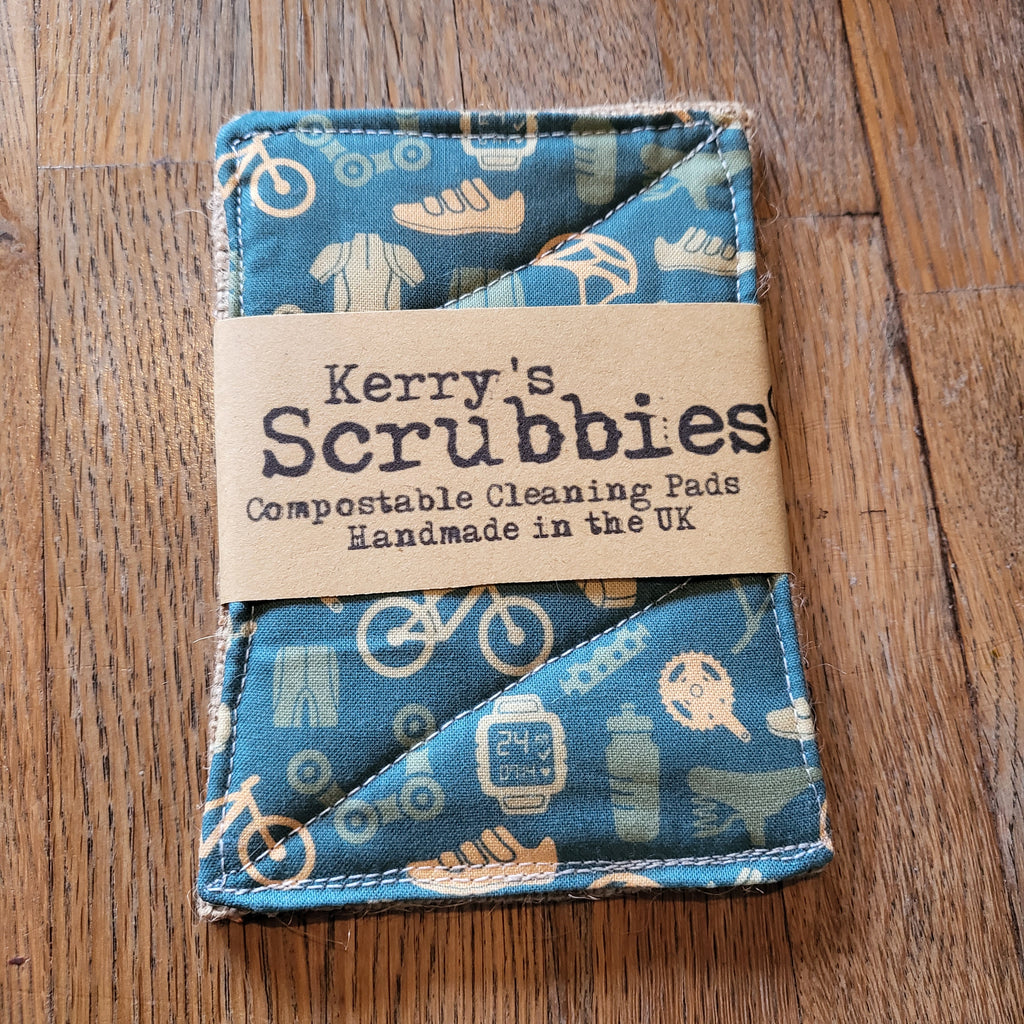 Kerry's
Scrubbies
Compostable Cleaning Pads
Handmade in the UK
24